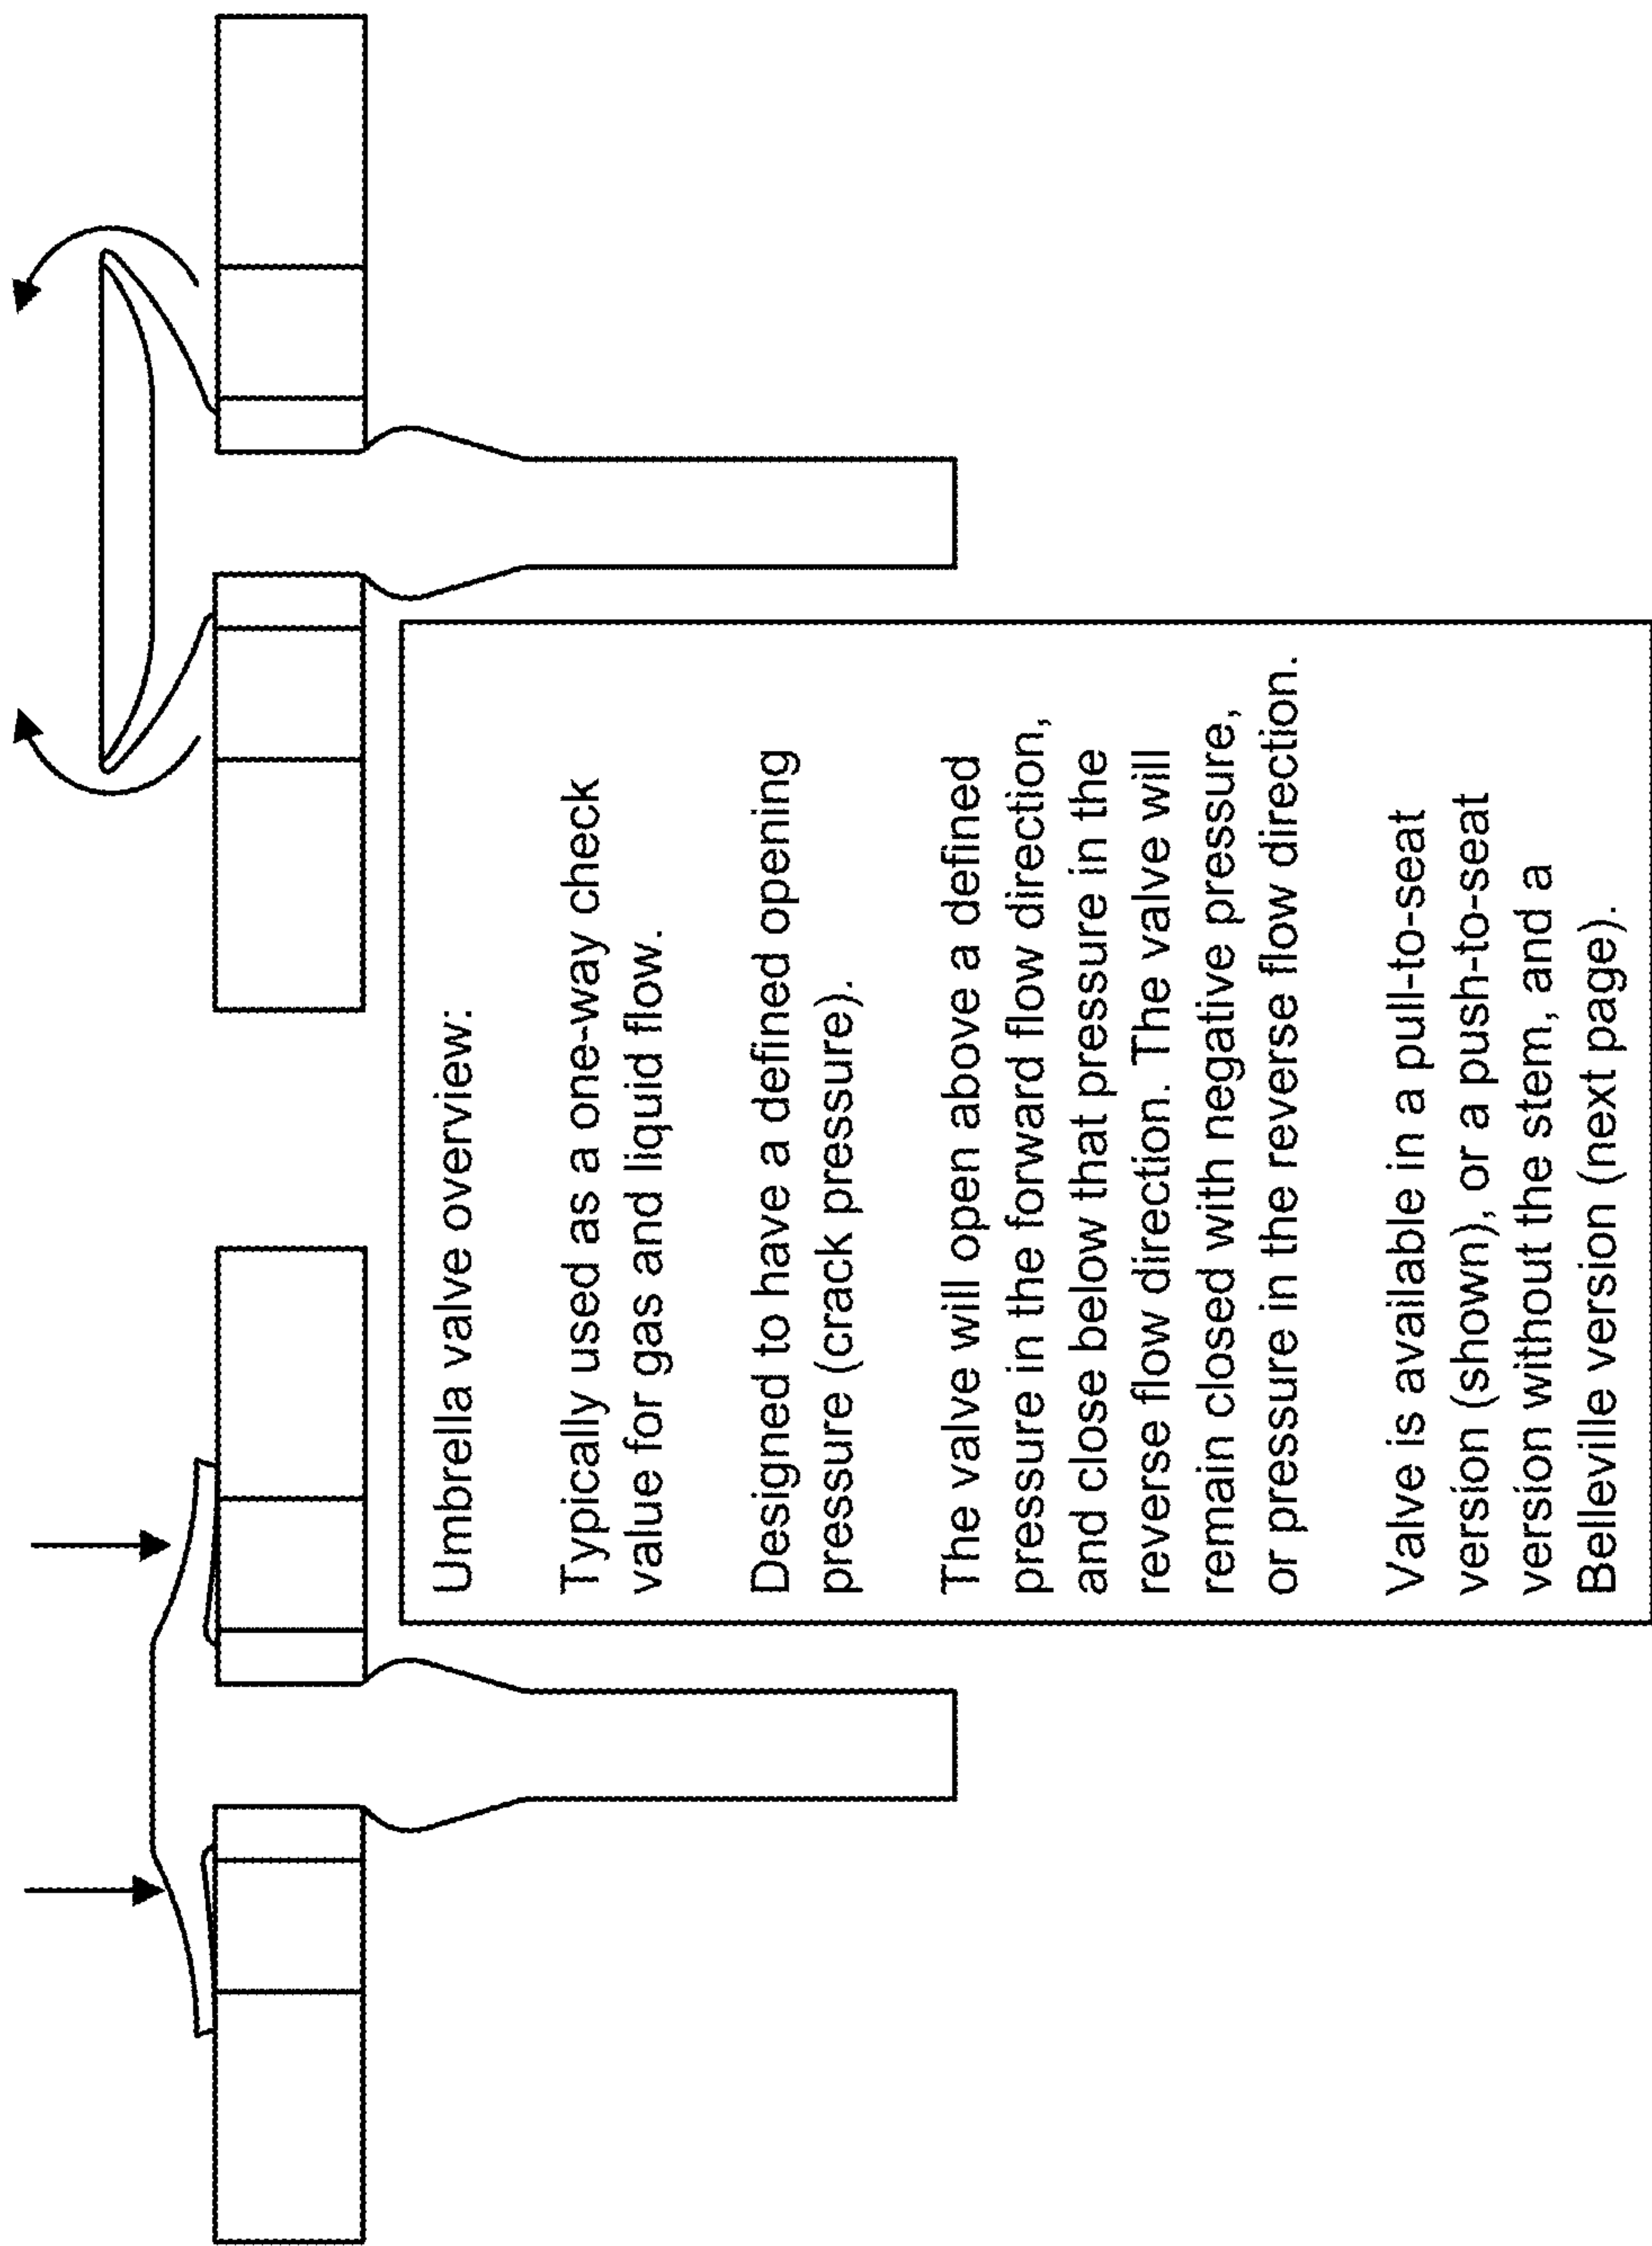 Umbrella valve overview:
Typically used as a one-way check
value for gas and liquid flow.
Designed to have a defined opening
pressure (crack pressure).
The valve will open above a defined
pressure in the forward flow direction,
and close below that pressure in the
reverse flow direction. The valve will
remain closed with negative pressure,
or pressure in the reverse flow direction.
Valve is available in a pull-to-seat
version (shown), or a push-to-seat
version without the stem, and a
Belleville version (next page).